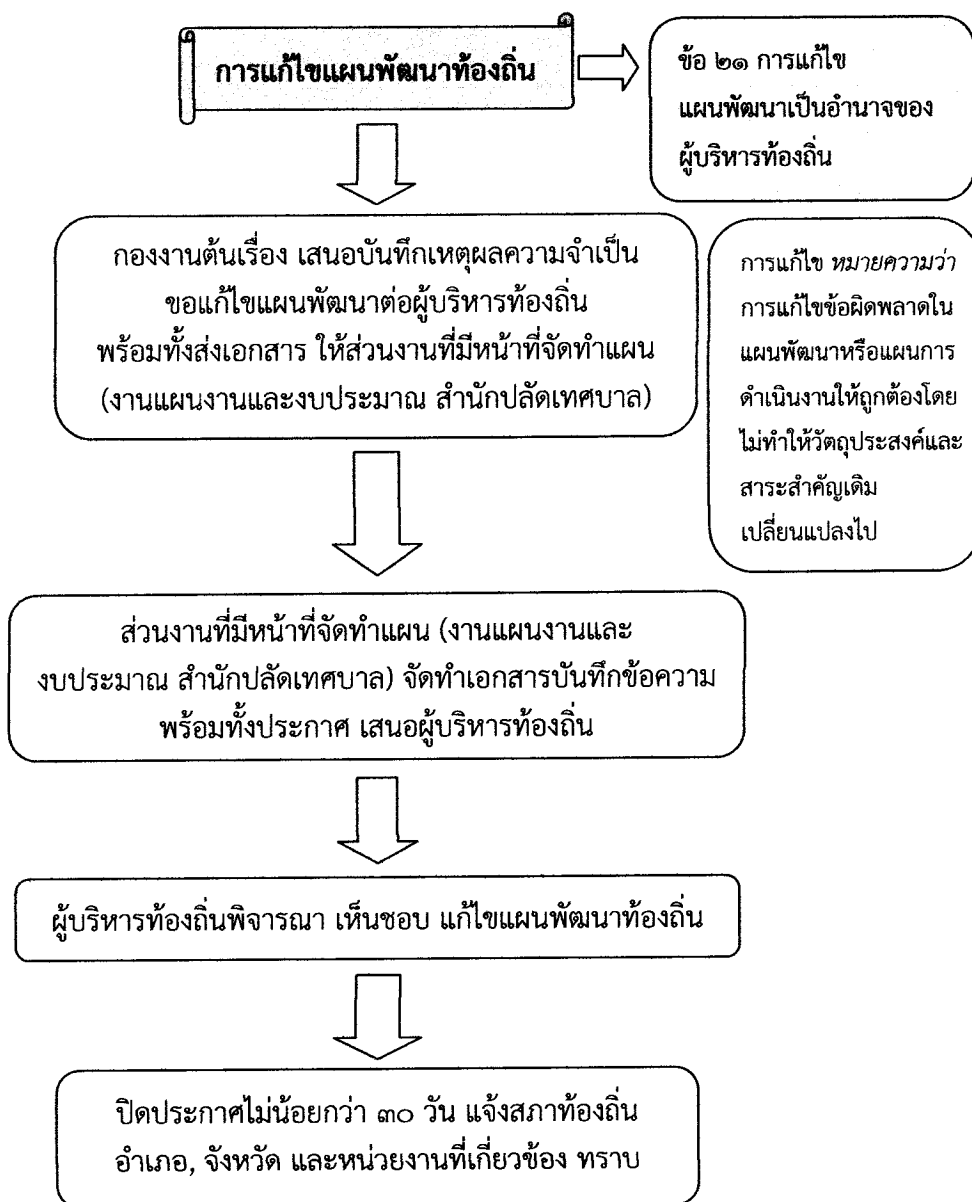 การแก้ไขแผนพัฒนาท้องถิ่น
ข้อ ๒๑ การแก้ไข
แผนพัฒนาเป็นอำนาจของ
ผู้บริหารท้องถิ่น
กองงานต้นเรื่อง เสนอบันทึกเหตุผลความจำเป็น
ขอแก้ไขแผนพัฒนาต่อผู้บริหารท้องถิ่น
พร้อมทั้งส่งเอกสาร ให้ส่วนงานที่มีหน้าที่จัดทำแผน
(งานแผนงานและงบประมาณ สำนักปลัดเทศบาล)
การแก้ไข หมายความว่า
การแก้ไขข้อผิดพลาดใน
แผนพัฒนาหรือแผนการ
ดำเนินงานให้ถูกต้องโดย
ไม่ทำให้วัตถุประสงค์และ
สาระสำคัญเดิม
เปลี่ยนแปลงไป
ส่วนงานที่มีหน้าที่จัดทำแผน (งานแผนงานและ
งบประมาณ สำนักปลัดเทศบาล) จัดทำเอกสารบันทึกข้อความ
พร้อมทั้งประกาศ เสนอผู้บริหารท้องถิ่น
ผู้บริหารท้องถิ่นพิจารณา เห็นชอบ แก้ไขแผนพัฒนาท้องถิ่น
ปิดประกาศไม่น้อยกว่า ๓๐ วัน แจ้งสภาท้องถิ่น
อำเภอ, จังหวัด และหน่วยงานที่เกี่ยวข้อง ทราบ